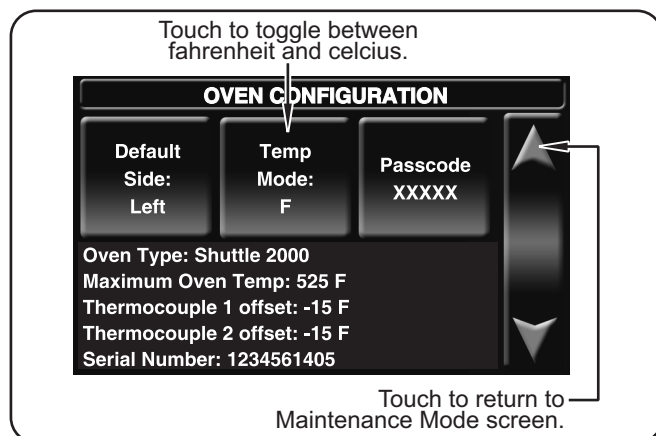 Touch to toggle between
fahrenheit and celcius.
OVEN CONFIGURATION
Default
Side:
Left
Temp
Mode:
F
Passcode
XXXXX
Oven Type: Shuttle 2000
Maximum Oven Temp: 525 F
Thermocouple 1 offset: -15 F
Thermocouple 2 offset: -15 F
Serial Number: 1234561405
Touch to return to
Maintenance Mode screen.